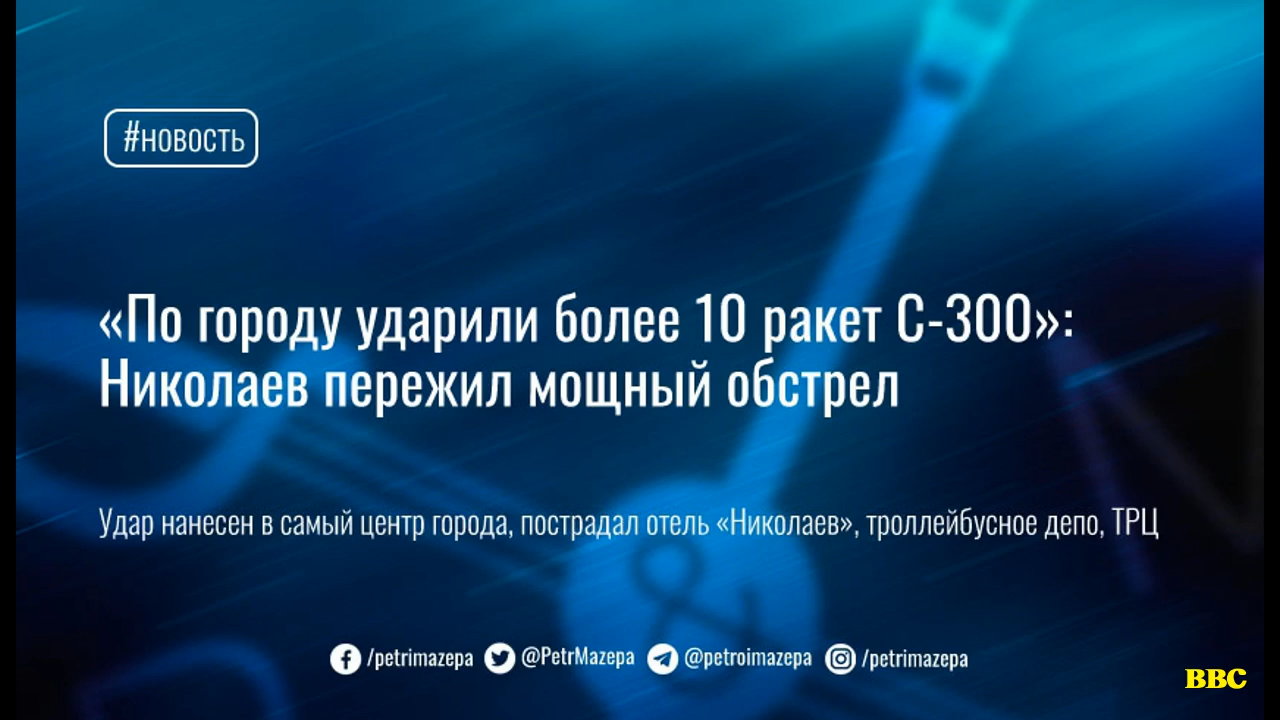 #новость
«По городу ударили более 10 ракет С-300»:
Николаев пережил мощный обстрел
Удар нанесен в самый центр города, пострадал отель «Николаев», троллейбусное депо, ТРЦ
/petrimazepa @PetrMazepa @petroimazepa /petrimazepa
BBC